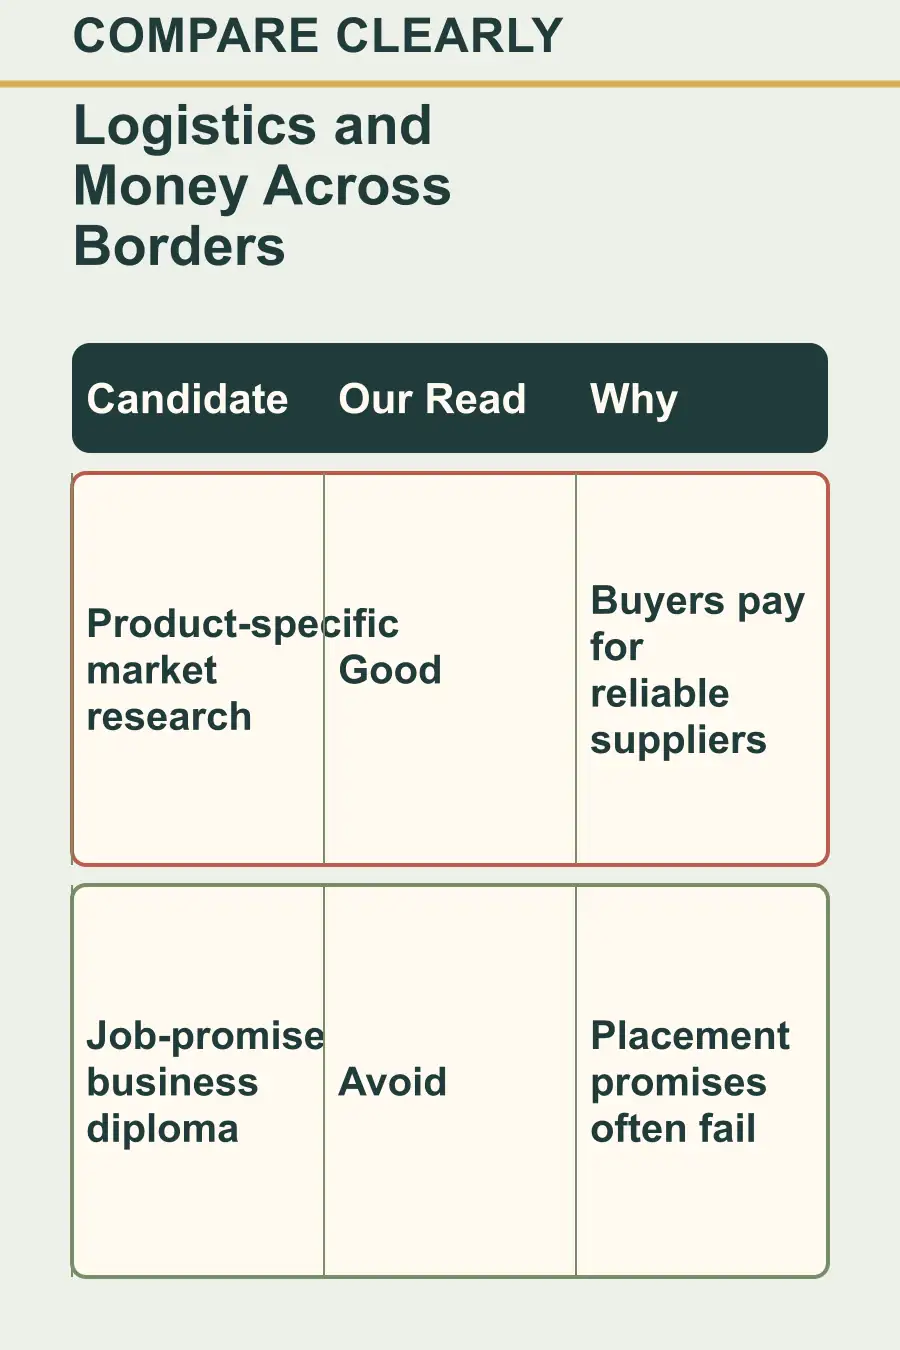 COMPARE CLEARLY
Logistics and
Money Across
Borders
Candidate Our Read Why
Product-specific
market
research
Good
Buyers pay
for
reliable
suppliers
Job-promise
business
diploma
Avoid
Placement
promises
often fail